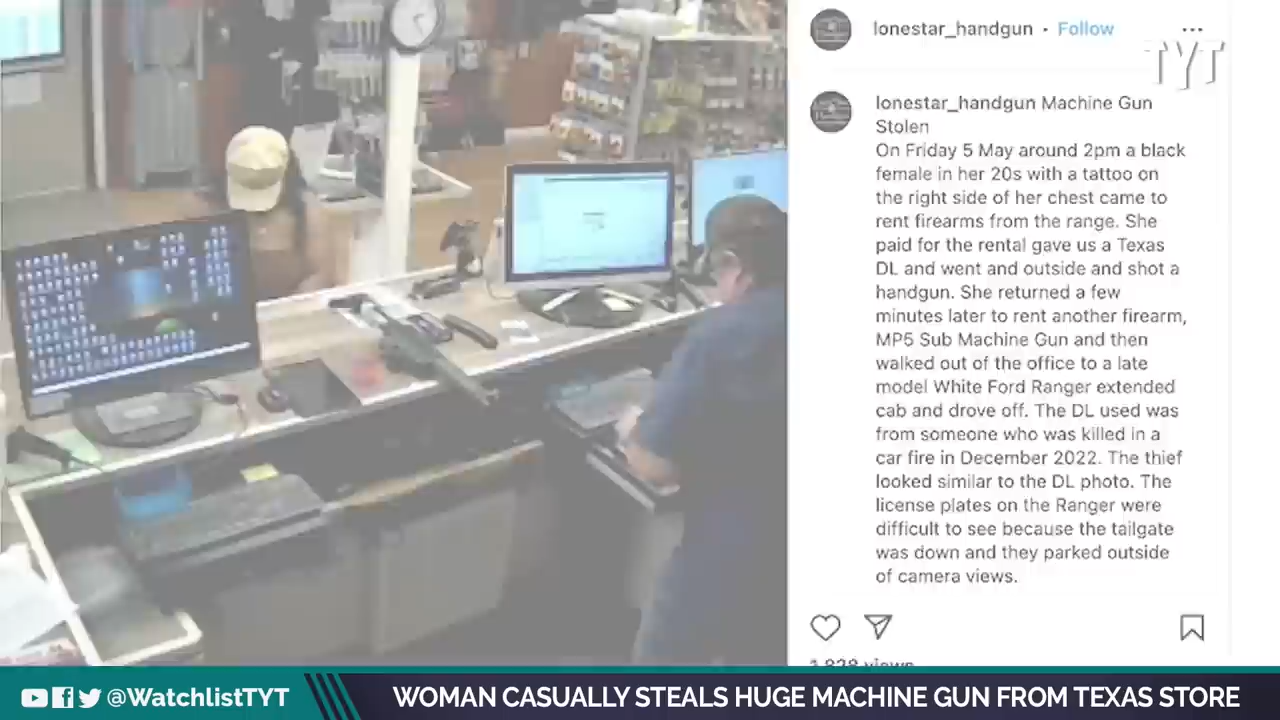 lonestar_handgun · Follow ...
TYT
lonestar_handgun Machine Gun
Stolen
On Friday 5 May around 2pm a black
female in her 20s with a tattoo on
the right side of her chest came to
rent firearms from the range. She
paid for the rental gave us a Texas
DL and went and outside and shot a
handgun. She returned a few
minutes later to rent another firearm,
MP5 Sub Machine Gun and then
walked out of the office to a late
model White Ford Ranger extended
cab and drove off. The DL used was
from someone who was killed in a
car fire in December 2022. The thief
looked similar to the DL photo. The
license plates on the Ranger were
difficult to see because the tailgate
was down and they parked outside
of camera views.
1,828 views
@WatchlistTYT
WOMAN CASUALLY STEALS HUGE MACHINE GUN FROM TEXAS STORE